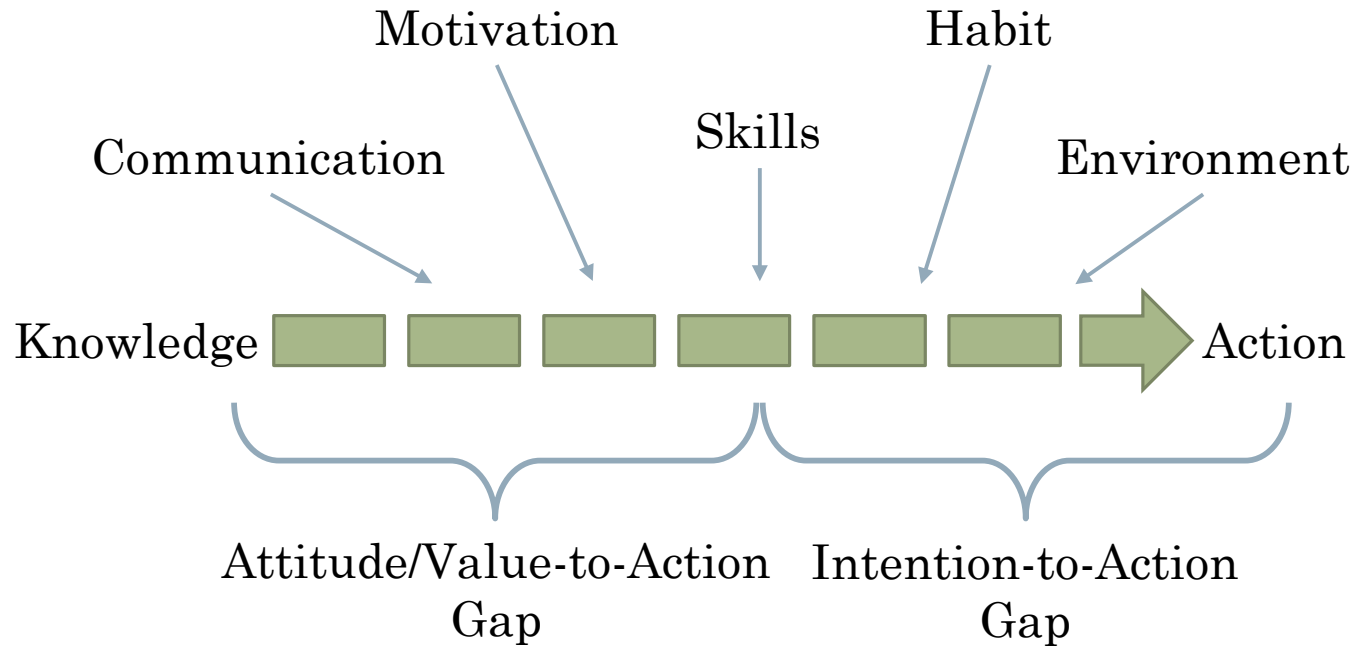 Motivation
Habit
Skills
Communication
Environment
Knowledge
Action
Attitude/Value-to-Action
Gap
Intention-to-Action
Gap